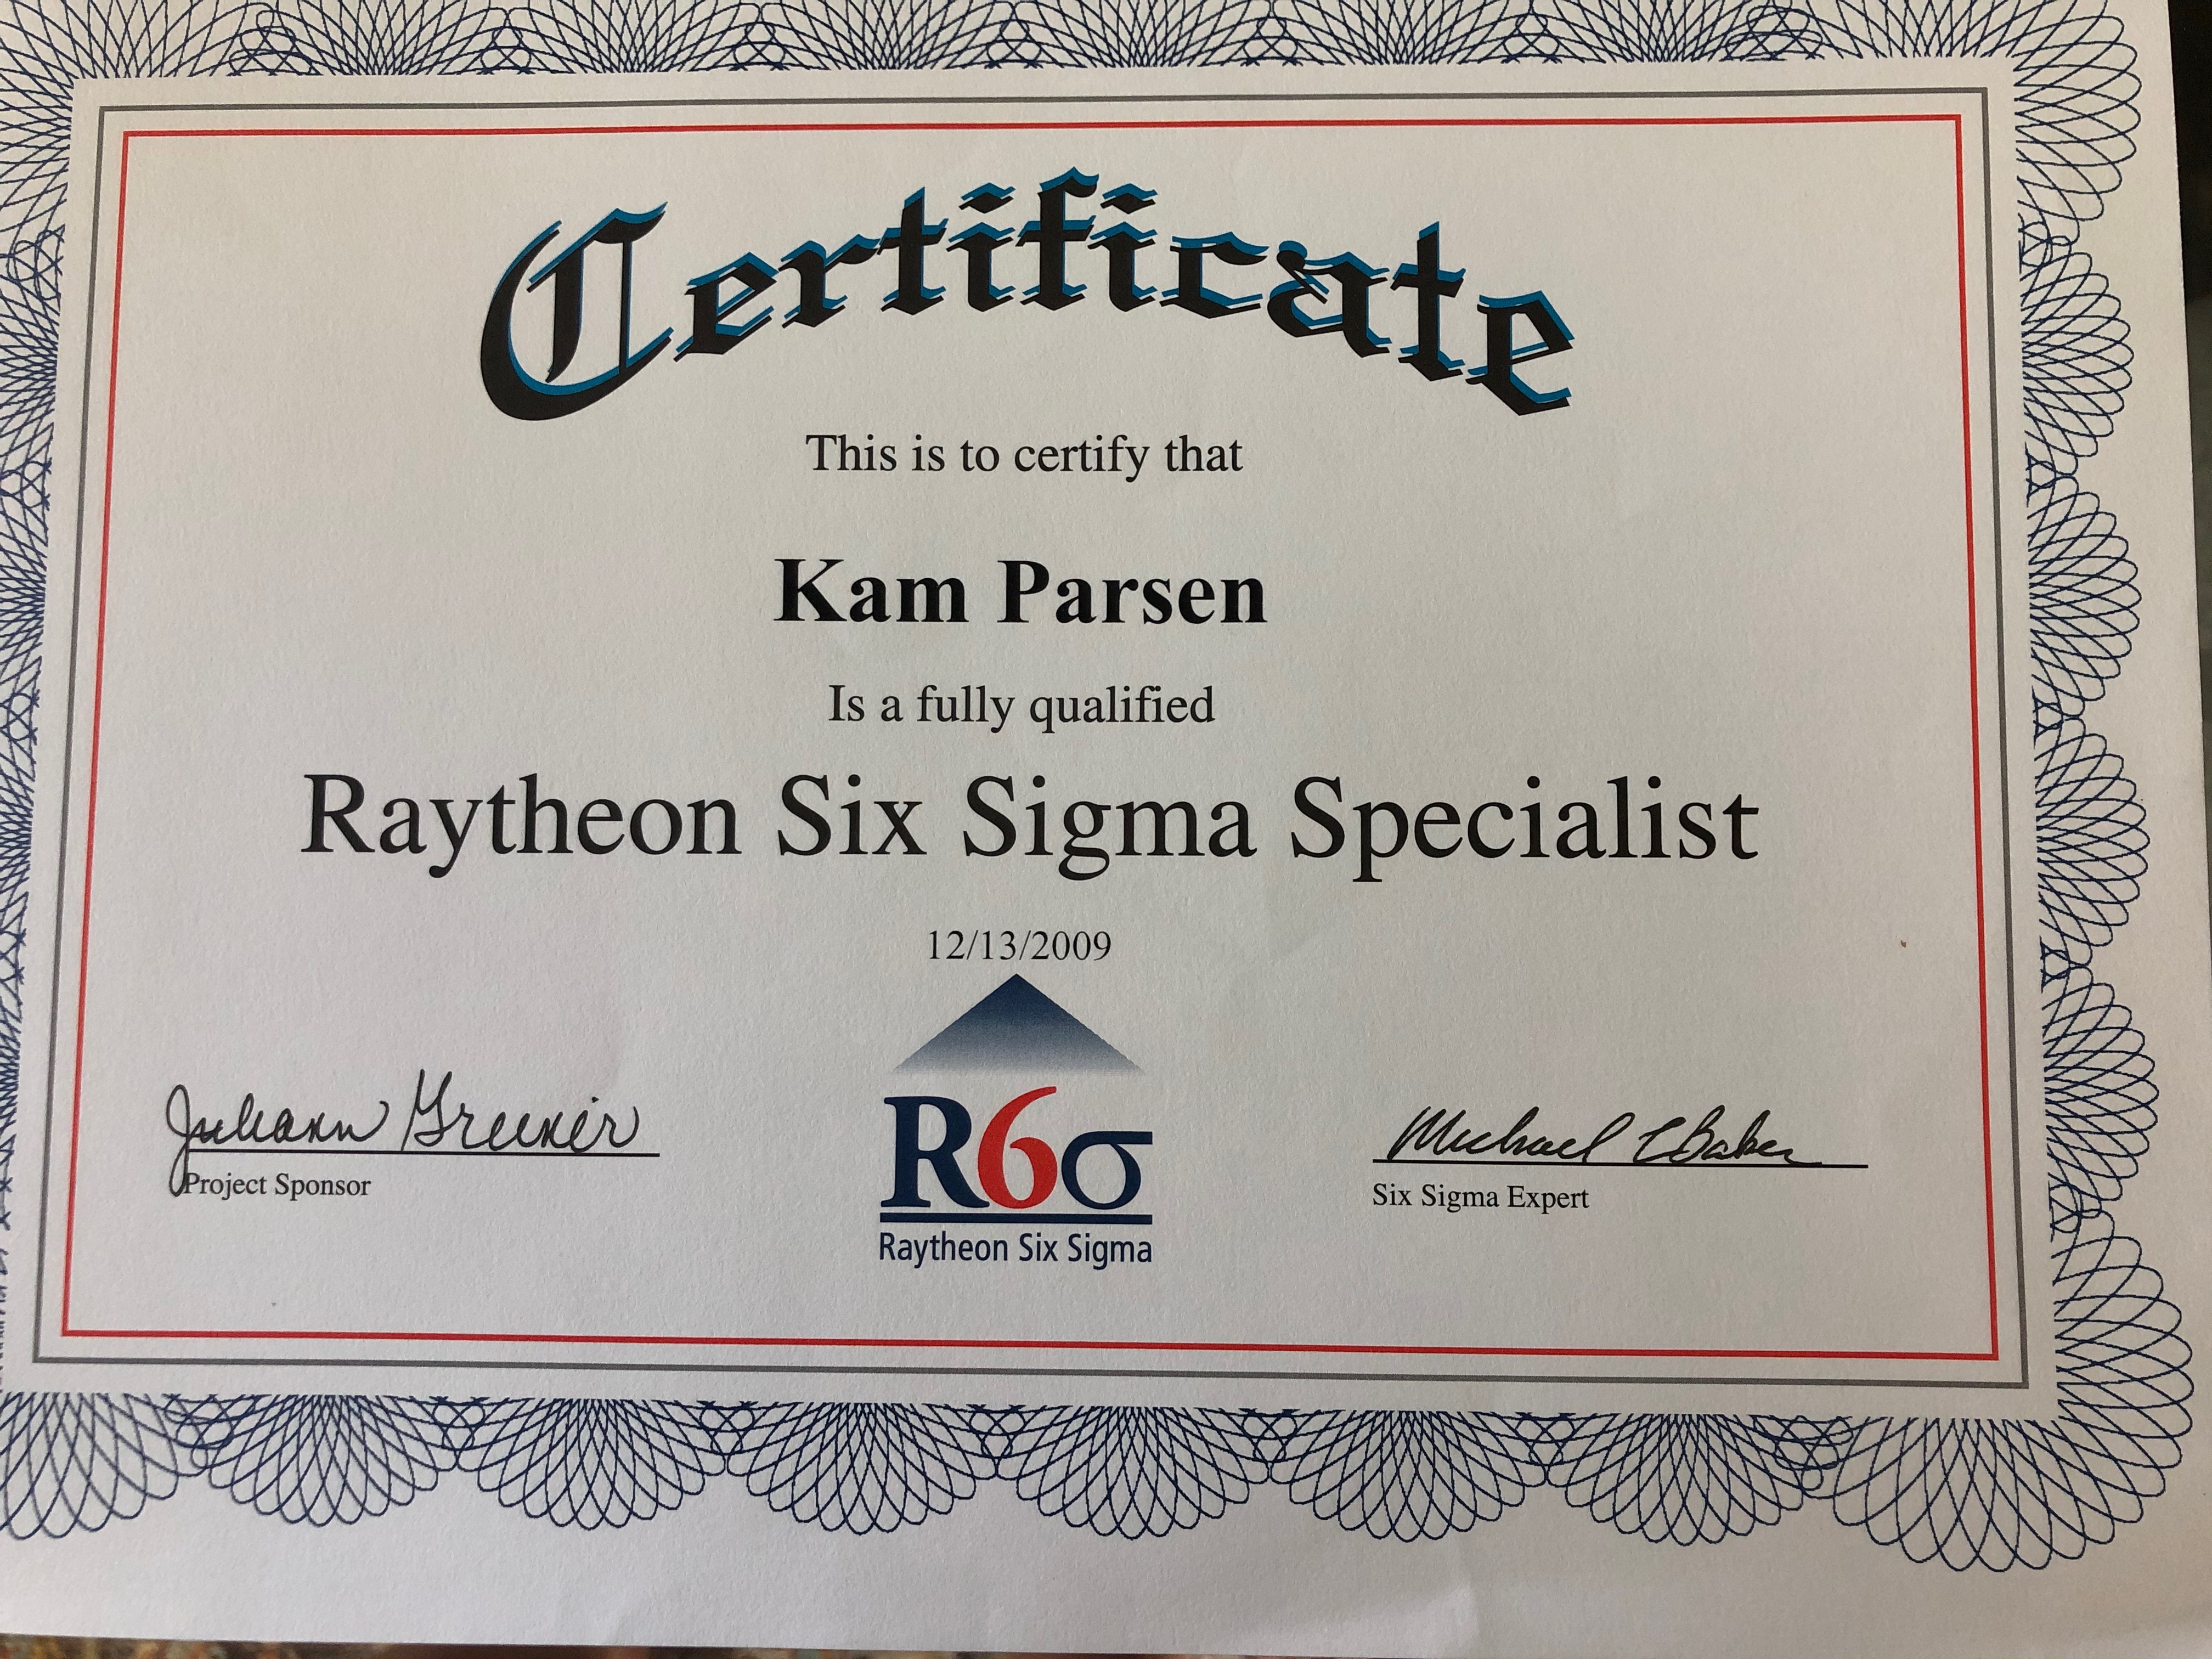 Certificate
This is to certify that
Kam Parsen
Is a fully qualified
Raytheon Six Sigma Specialist
12/13/2009
Juliann Greenier
Project Sponsor
R6σ
Raytheon Six Sigma
Michael Baker
Six Sigma Expert